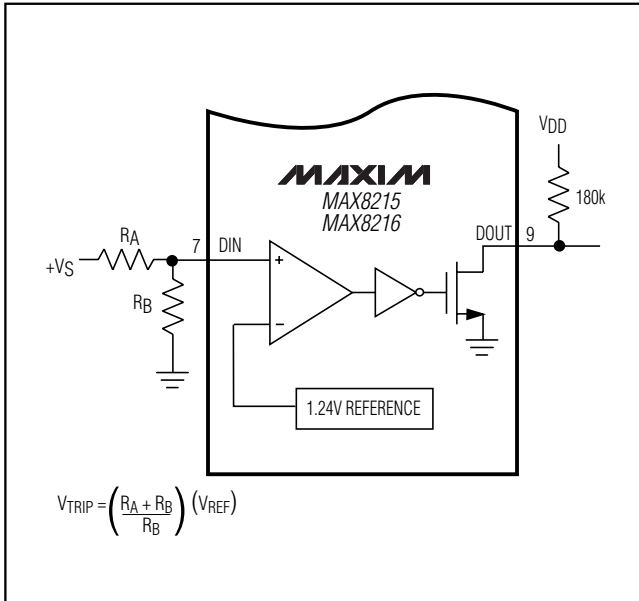 VDD
MAXIM
MAX8215
MAX8216
180k
DOUT 9
RA
7 DIN
+VS
RB
+
−
1.24V REFERENCE
VTRIP = (RA + RB / RB) (VREF)